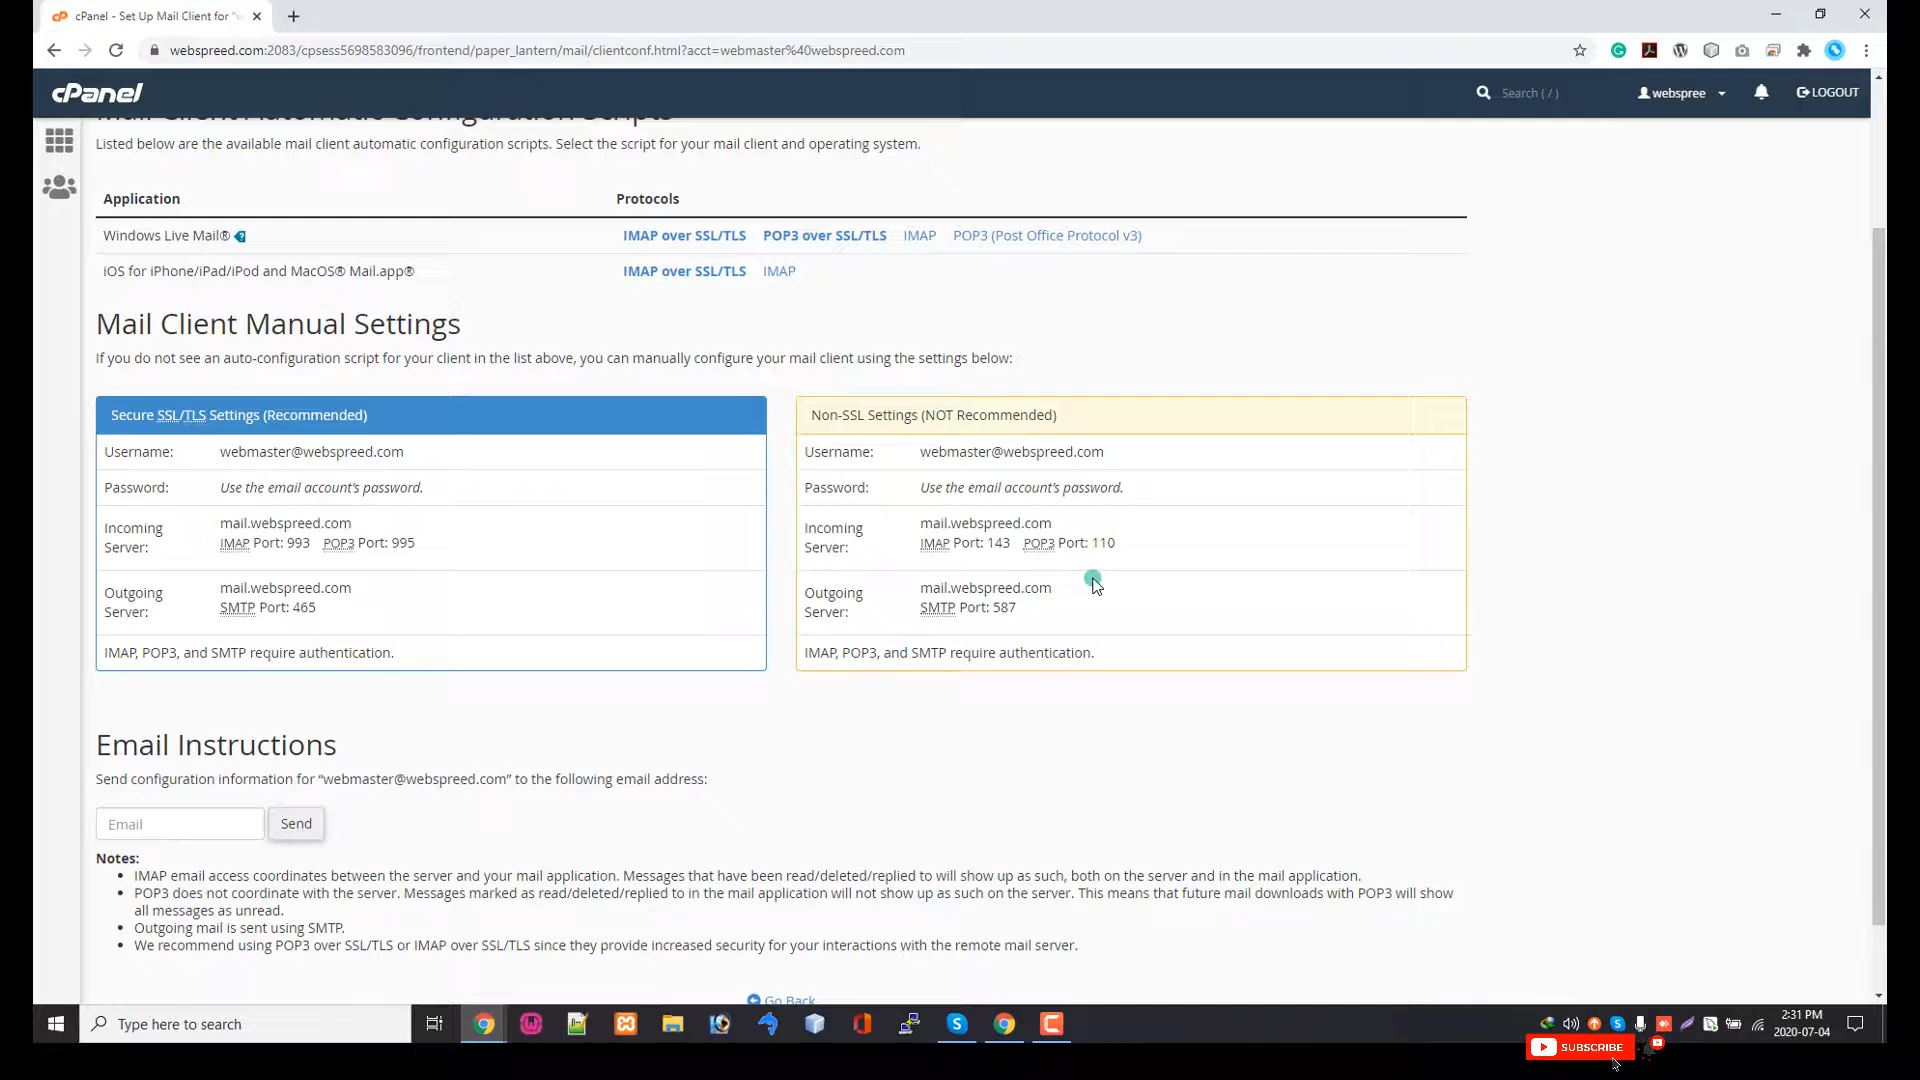 cPanel - Set Up Mail Client for "w
webspreed.com:2083/cpsess5698583096/frontend/paper_lantern/mail/clientconf.html?acct=webmaster%40webspreed.com
cPanel
Search ( / )
webspree
LOGOUT
Mail Client Automatic Configuration Scripts
Listed below are the available mail client automatic configuration scripts. Select the script for your mail client and operating system.
Application Protocols
Windows Live Mail® IMAP over SSL/TLS POP3 over SSL/TLS IMAP POP3 (Post Office Protocol v3)
iOS for iPhone/iPad/iPod and MacOS® Mail.app® IMAP over SSL/TLS IMAP
Mail Client Manual Settings
If you do not see an auto-configuration script for your client in the list above, you can manually configure your mail client using the settings below:
Secure SSL/TLS Settings (Recommended)
Username: webmaster@webspreed.com
Password: Use the email account's password.
Incoming Server: mail.webspreed.com
IMAP Port: 993 POP3 Port: 995
Outgoing Server: mail.webspreed.com
SMTP Port: 465
IMAP, POP3, and SMTP require authentication.
Non-SSL Settings (NOT Recommended)
Username: webmaster@webspreed.com
Password: Use the email account's password.
Incoming Server: mail.webspreed.com
IMAP Port: 143 POP3 Port: 110
Outgoing Server: mail.webspreed.com
SMTP Port: 587
IMAP, POP3, and SMTP require authentication.
Email Instructions
Send configuration information for “webmaster@webspreed.com” to the following email address:
Email Send
Notes:
IMAP email access coordinates between the server and your mail application. Messages that have been read/deleted/replied to will show up as such, both on the server and in the mail application.
POP3 does not coordinate with the server. Messages marked as read/deleted/replied to in the mail application will not show up as such on the server. This means that future mail downloads with POP3 will show
all messages as unread.
Outgoing mail is sent using SMTP.
We recommend using POP3 over SSL/TLS or IMAP over SSL/TLS since they provide increased security for your interactions with the remote mail server.
Go Back
Type here to search
2:31 PM
2020-07-04
SUBSCRIBE